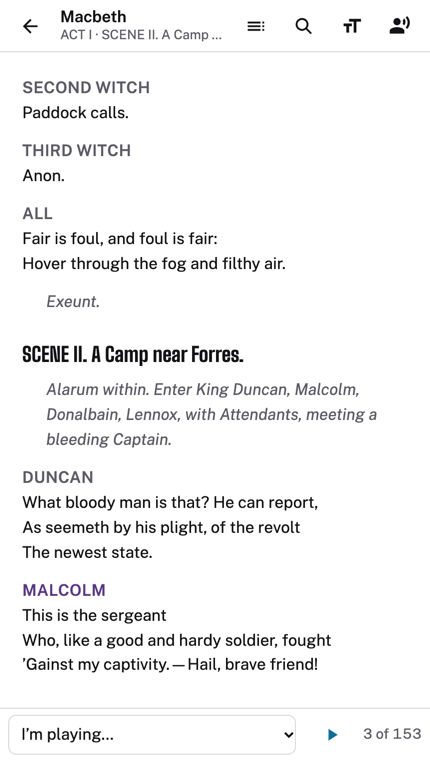 Macbeth
ACT I · SCENE II. A Camp ...
SECOND WITCH
Paddock calls.
THIRD WITCH
Anon.
ALL
Fair is foul, and foul is fair:
Hover through the fog and filthy air.
Exeunt.
SCENE II. A Camp near Forres.
Alarum within. Enter King Duncan, Malcolm,
Donalbain, Lennox, with Attendants, meeting a
bleeding Captain.
DUNCAN
What bloody man is that? He can report,
As seemeth by his plight, of the revolt
The newest state.
MALCOLM
This is the sergeant
Who, like a good and hardy soldier, fought
’Gainst my captivity.—Hail, brave friend!
I’m playing... 3 of 153